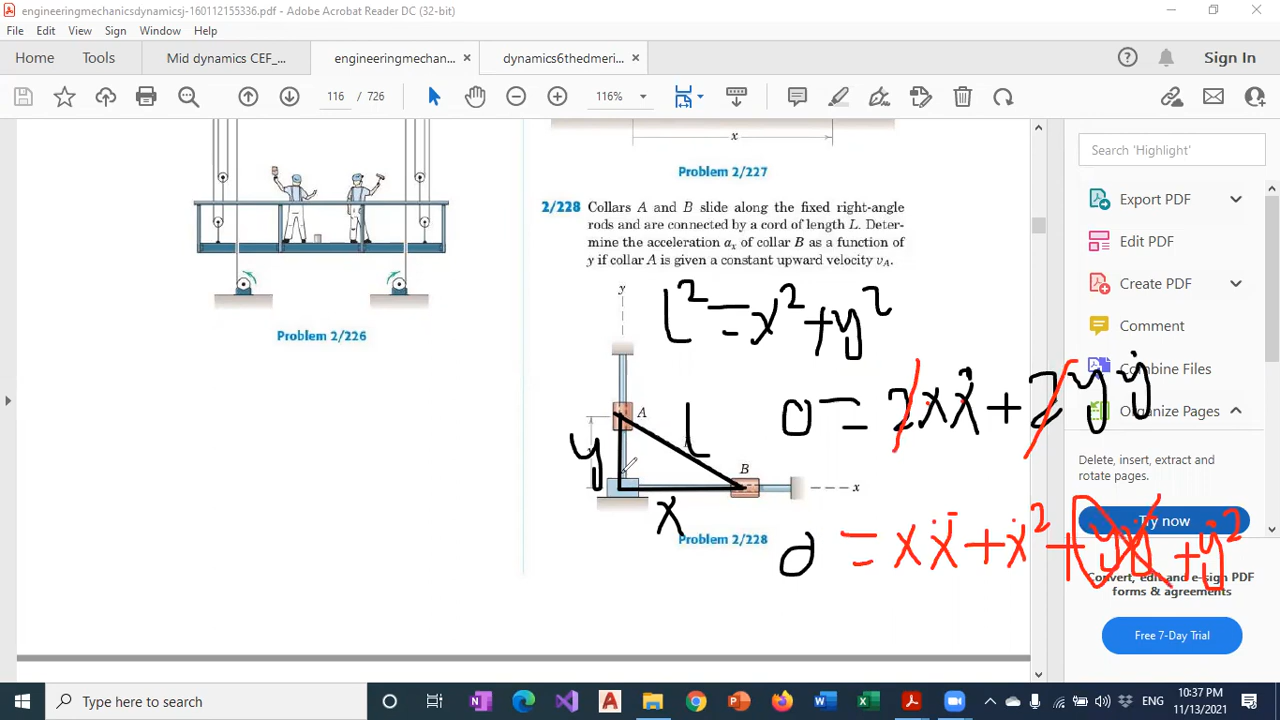 engineeringmechanicsdynamicsj-160112155336.pdf - Adobe Acrobat Reader DC (32-bit)
File Edit View Sign Window Help
Home Tools Mid dynamics CEF_... engineeringmechan... × dynamics6thedmeri... × Sign In
116 / 726 116%
x
Problem 2/227
2/228 Collars A and B slide along the fixed right-angle
rods and are connected by a cord of length L. Deter-
mine the acceleration aₓ of collar B as a function of
y if collar A is given a constant upward velocity v_A.
Problem 2/226
y
L² = x² + y²
0 = 2xẋ + 2yẏ
A
L
y
B
x
x
Problem 2/228
0 = xẍ + ẋ² + yÿ + ẏ²
Search 'Highlight'
Export PDF
Edit PDF
Create PDF
Comment
Combine Files
Organize Pages
Delete, insert, extract and
rotate pages.
Try now
Convert, edit and e-sign PDF
forms & agreements
Free 7-Day Trial
Type here to search
ENG
10:37 PM
11/13/2021